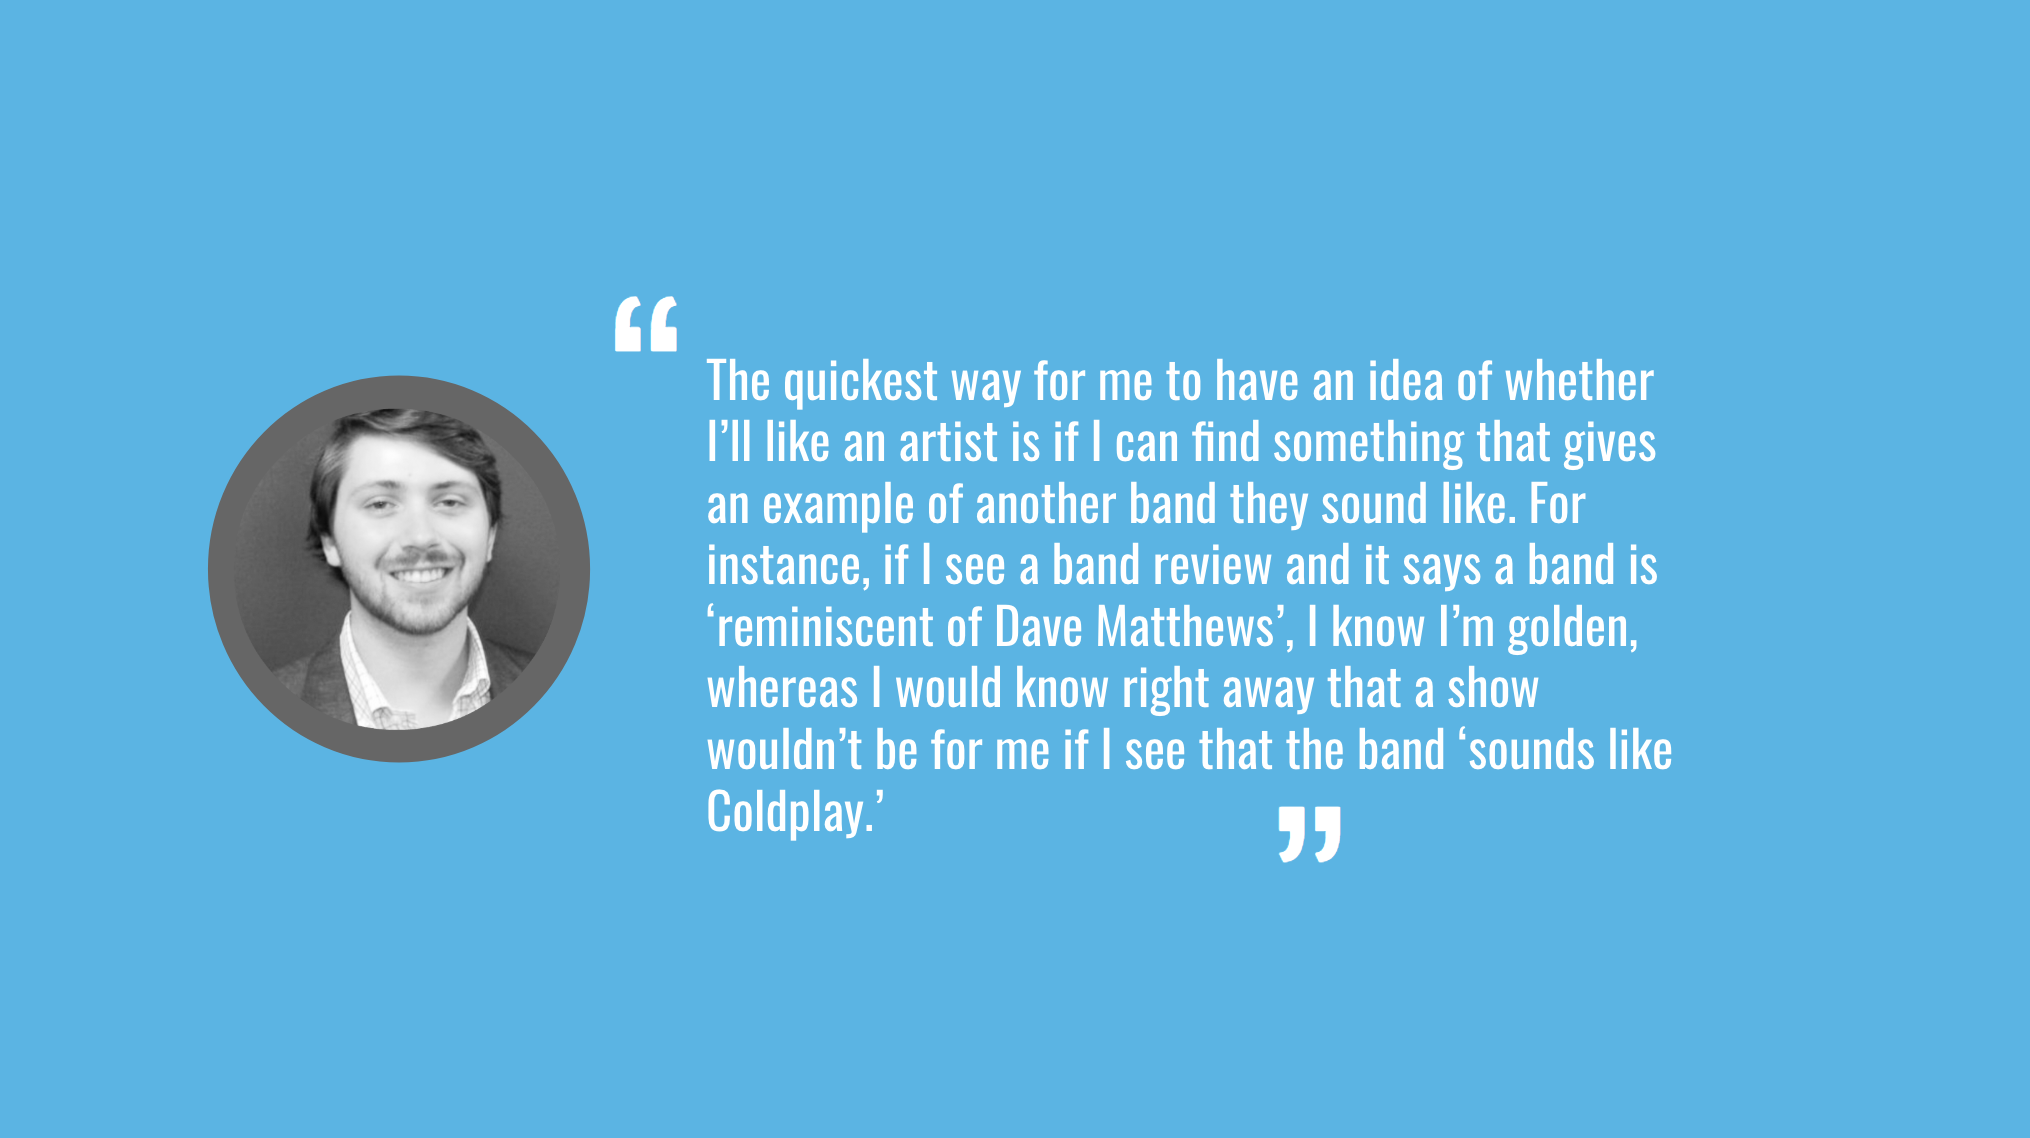 “
The quickest way for me to have an idea of whether
I’ll like an artist is if I can find something that gives
an example of another band they sound like. For
instance, if I see a band review and it says a band is
‘reminiscent of Dave Matthews’, I know I’m golden,
whereas I would know right away that a show
wouldn’t be for me if I see that the band ‘sounds like
Coldplay.’
”